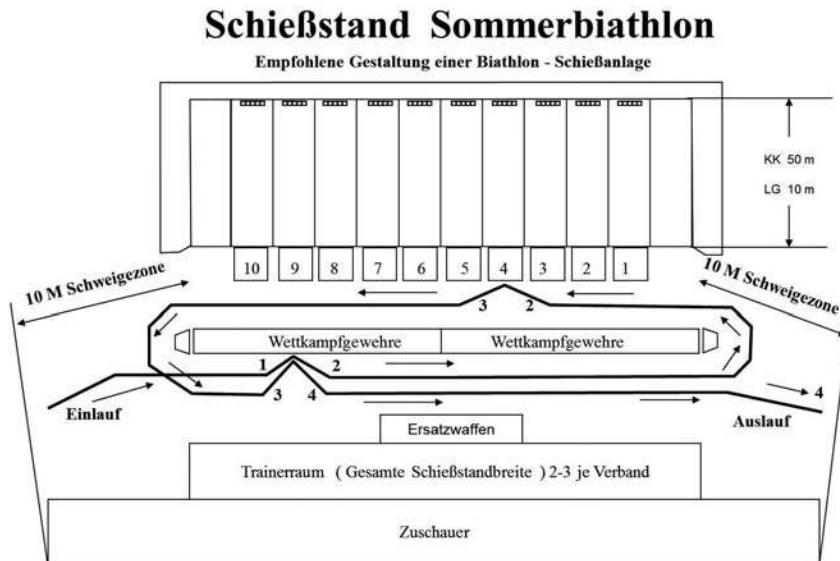 Schießstand Sommerbiathlon
Empfohlene Gestaltung einer Biathlon - Schießanlage
KK 50 m
LG 10 m
10 9 8 7 6 5 4 3 2 1
10 M Schweigezone
10 M Schweigezone
3 2
Wettkampfgewehre Wettkampfgewehre
1 2
3 4
4
Einlauf
Auslauf
Ersatzwaffen
Trainerraum ( Gesamte Schießstandbreite ) 2-3 je Verband
Zuschauer